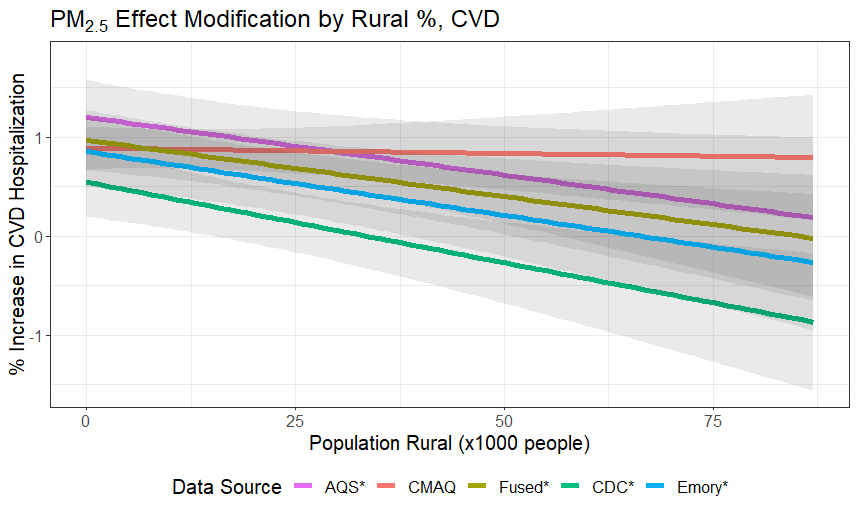 PM2.5 Effect Modification by Rural %, CVD
% Increase in CVD Hospitalization
1
0
-1
0 25 50 75
Population Rural (x1000 people)
Data Source AQS* CMAQ Fused* CDC* Emory*